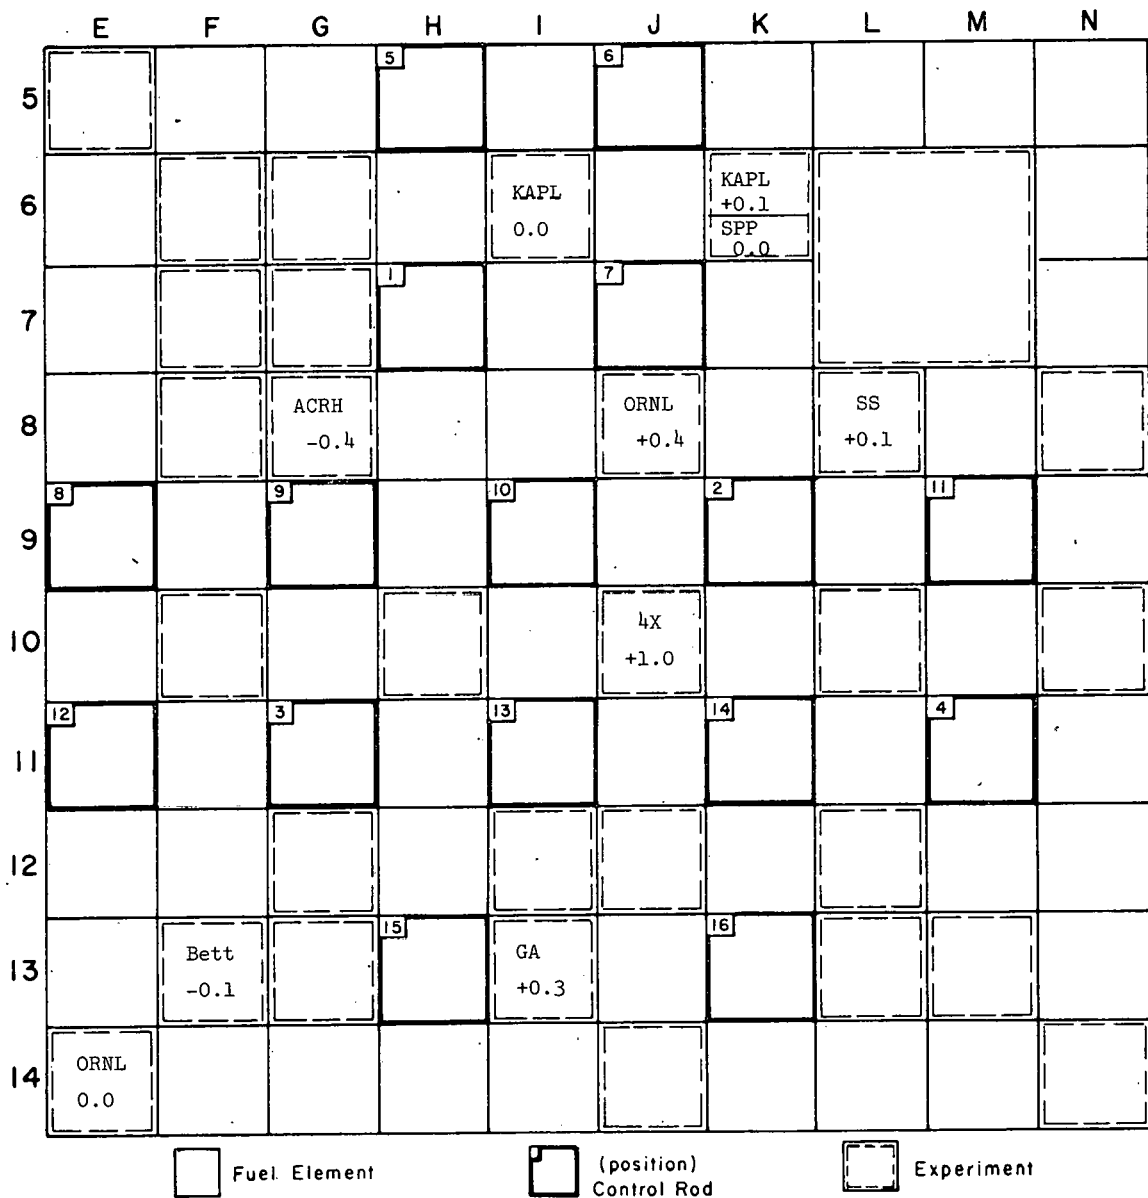 E F G H I J K L M N
5 5 6
6 KAPL KAPL
0.0 +0.1
SPP
0.0
7 1 7
8 ACRH ORNL SS
-0.4 +0.4 +0.1
9 8 9 10 2 11
10 4X
+1.0
11 12 3 13 14 4
12
13 Bett 15 GA 16
-0.1 +0.3
14 ORNL
0.0
Fuel Element (position) Experiment
Control Rod